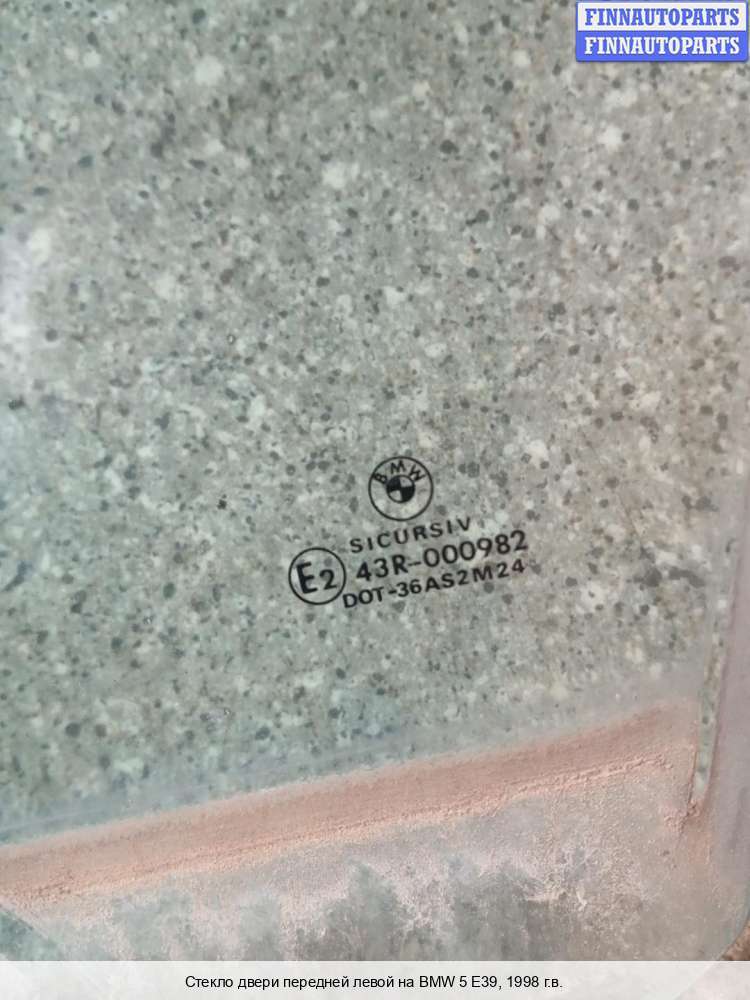 FINNAUTOPARTS
FINNAUTOPARTS
BMW
SICURSIV
E2 43R-000982
DOT-36AS2M24
Стекло двери передней левой на BMW 5 E39, 1998 г.в.